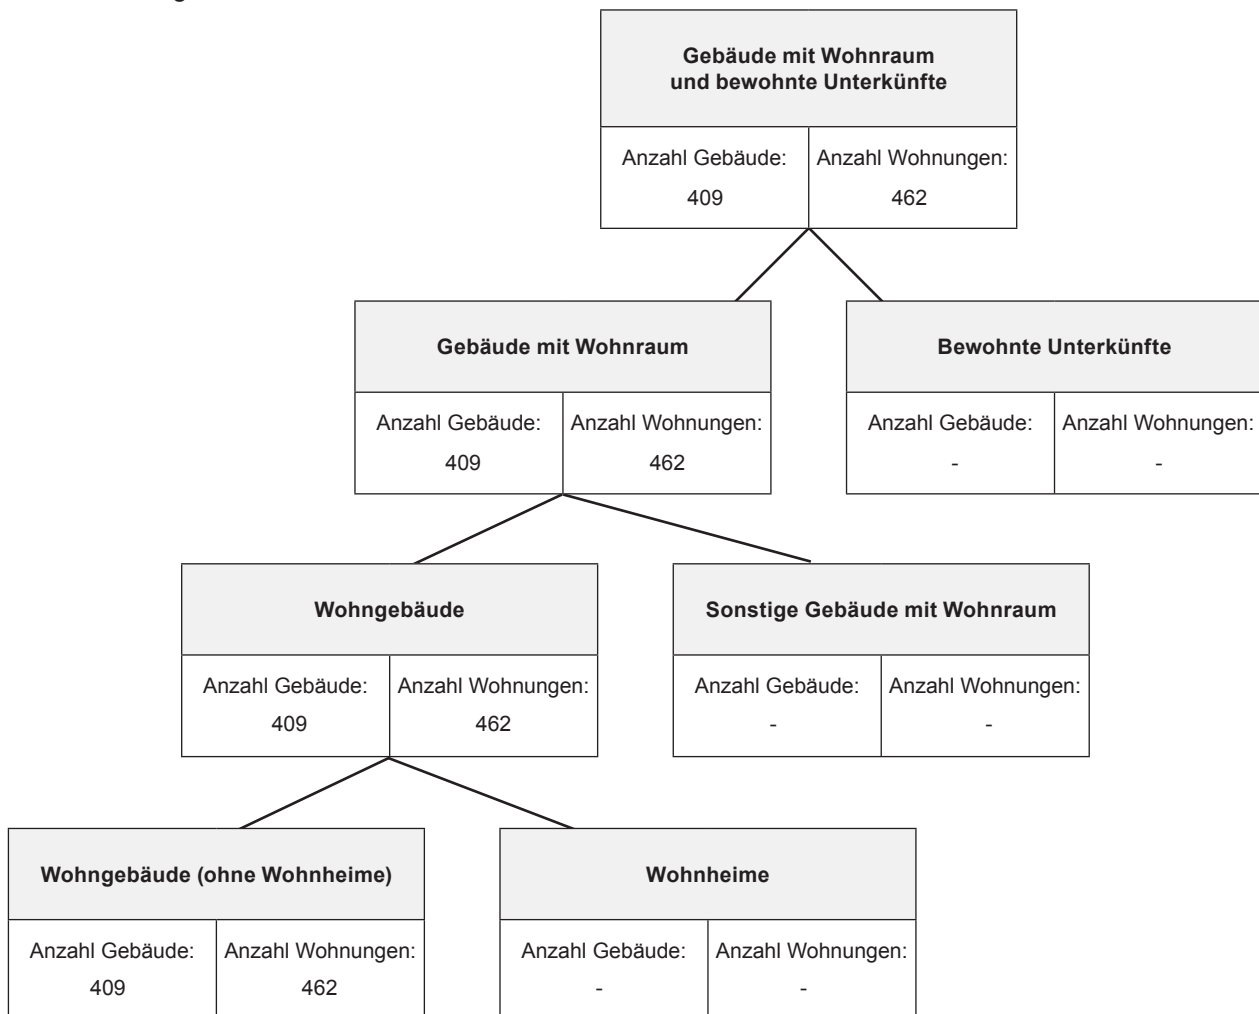 Gebäude mit Wohnraum
und bewohnte Unterkünfte
Anzahl Gebäude:
409
Anzahl Wohnungen:
462
Gebäude mit Wohnraum
Anzahl Gebäude:
409
Anzahl Wohnungen:
462
Bewohnte Unterkünfte
Anzahl Gebäude:
-
Anzahl Wohnungen:
-
Wohngebäude
Anzahl Gebäude:
409
Anzahl Wohnungen:
462
Sonstige Gebäude mit Wohnraum
Anzahl Gebäude:
-
Anzahl Wohnungen:
-
Wohngebäude (ohne Wohnheime)
Anzahl Gebäude:
409
Anzahl Wohnungen:
462
Wohnheime
Anzahl Gebäude:
-
Anzahl Wohnungen:
-